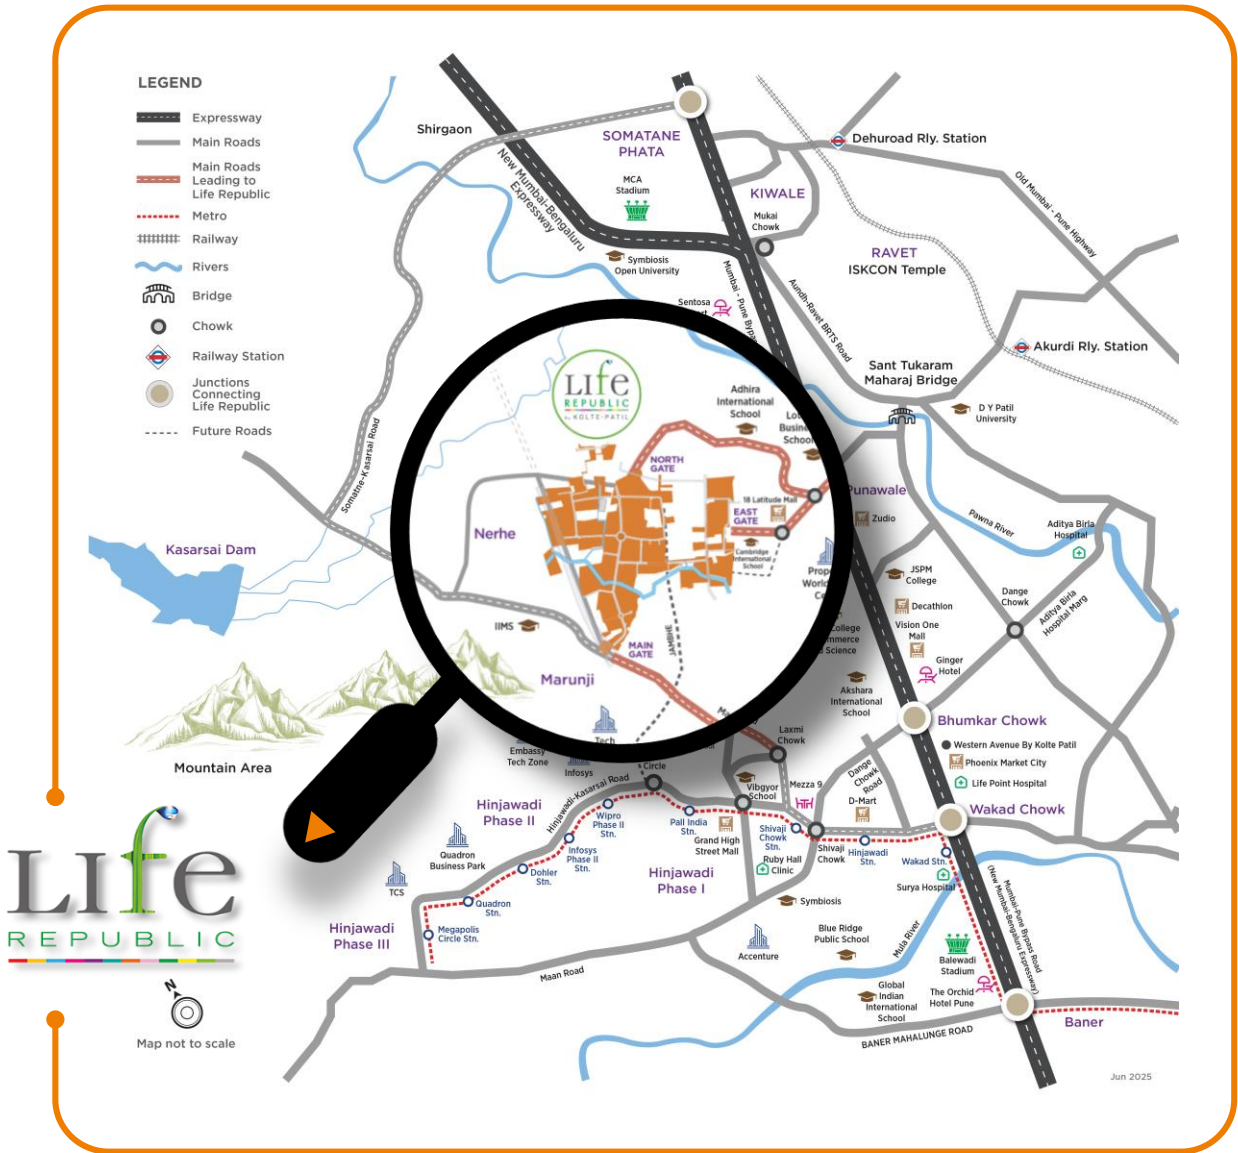 LEGEND
Expressway
Main Roads
Main Roads
Leading to
Life Republic
Metro
Railway
Rivers
Bridge
Chowk
Railway Station
Junctions
Connecting
Life Republic
Future Roads
Shirgaon
SOMATANE
PHATA
New Mumbai-Bengaluru
Expressway
MCA
Stadium
KIWALE
Mukai
Chowk
Dehuroad Rly. Station
Old Mumbai - Pune Highway
RAVET
ISKCON Temple
Symbiosis
Open University
Mumbai - Pune Bypass
Aundh-Ravet BRTS Road
Sentosa
Akurdi Rly. Station
Sant Tukaram
Maharaj Bridge
D Y Patil
University
Somatne-Kasarsai Road
LIfe
REPUBLIC
KOLTE-PATIL
Adhira
International
School
Busine
School
NORTH
GATE
18 Latitude Mall
EAST
GATE
Cambridge
International
School
Nerhe
IIMS
MAIN
GATE
JAMBHE
Marunji
Punawale
Zudio
Pawna River
Aditya Birla
Hospital
JSPM
College
Decathlon
Vision One
Mall
Ginger
Hotel
Dange
Chowk
Aditya Birla
Hospital Marg
Akshara
International
School
Kasarsai Dam
Mountain Area
Bhumkar Chowk
Western Avenue By Kolte Patil
Phoenix Market City
Life Point Hospital
Wakad Chowk
Laxmi
Chowk
Tech
Embassy
Tech Zone
Infosys
Circle
Hinjawadi-Kasarsai Road
Vibgyor
School
Mezza 9
Dange
Chowk
Road
D-Mart
Hinjawadi
Phase II
Wipro
Phase II
Stn.
Pall India
Stn.
Grand High
Street Mall
Shivaji
Chowk
Stn.
Shivaji
Chowk
Hinjawadi
Stn.
Wakad Stn.
Surya Hospital
Ruby Hall
Clinic
Quadron
Business Park
Infosys
Phase II
Stn.
Dohler
Stn.
TCS
Quadron
Stn.
Hinjawadi
Phase I
Symbiosis
Hinjawadi
Phase III
Megapolis
Circle Stn.
Maan Road
Accenture
Blue Ridge
Public School
Mula River
Balewadi
Stadium
Mumbai-Pune Bypass Road
(New Mumbai-Bengaluru Expressway)
Global
Indian
International
School
The Orchid
Hotel Pune
BANER MAHALUNGE ROAD
Baner
LIfe
REPUBLIC
N
Map not to scale
Jun 2025